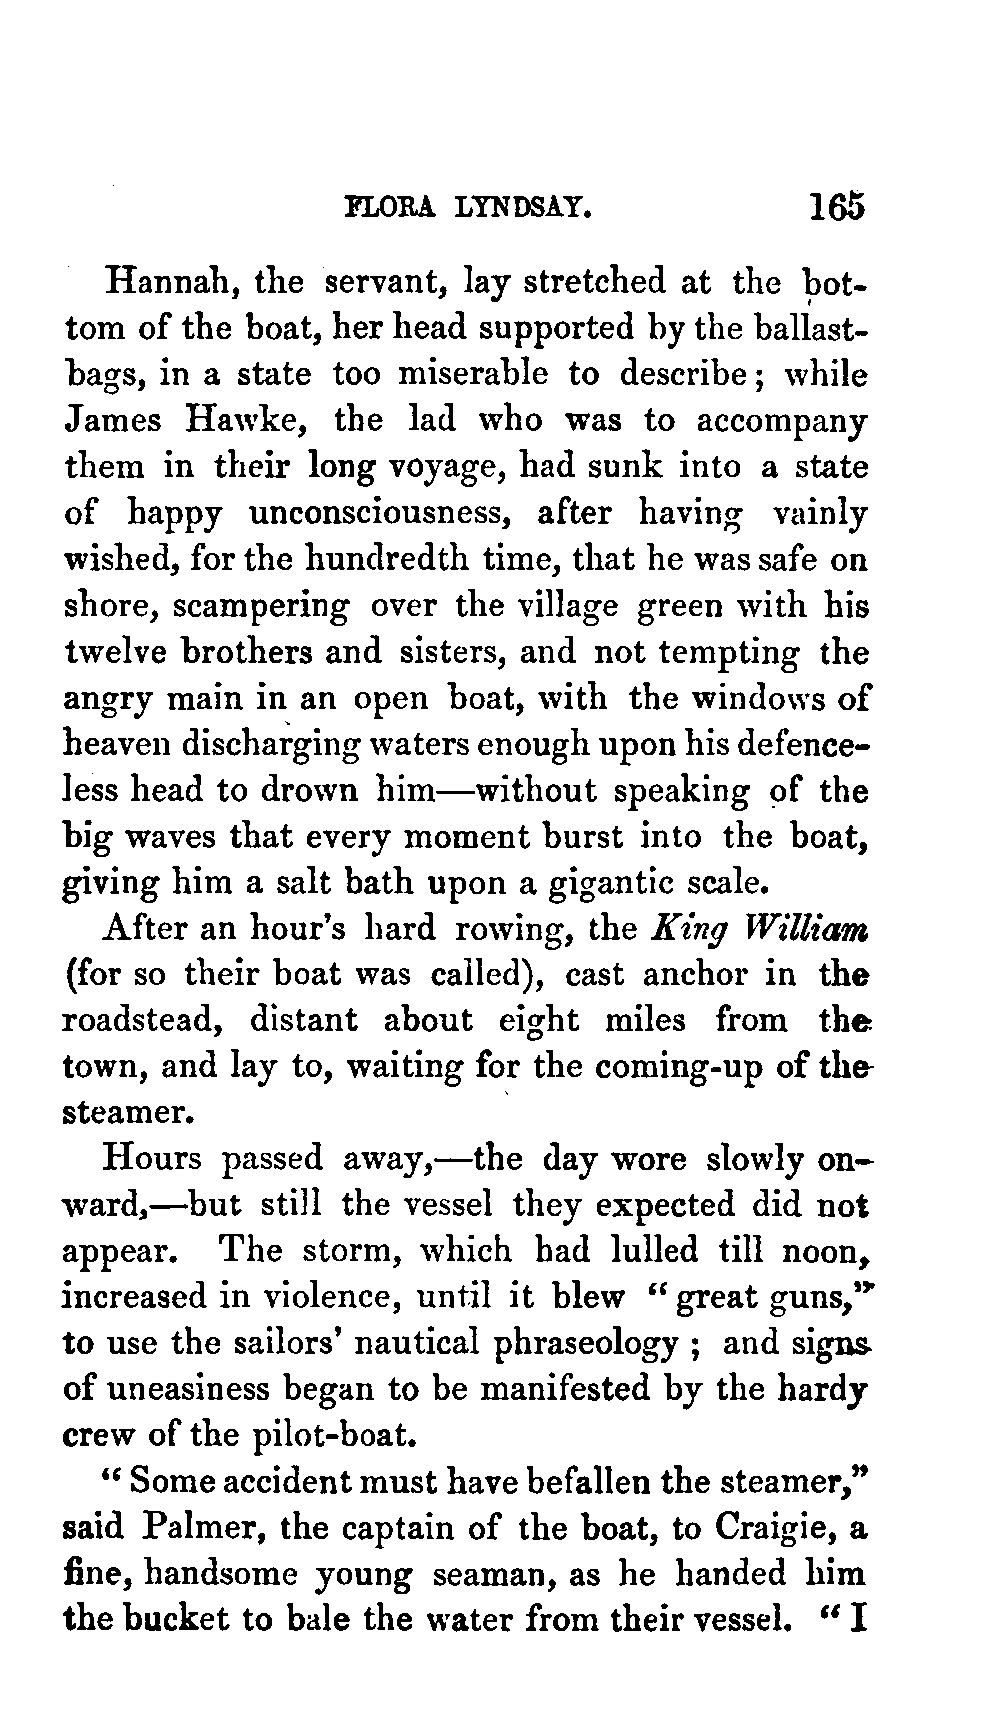 FLORA LYNDSAY. 165
Hannah, the servant, lay stretched at the bot-
tom of the boat, her head supported by the ballast-
bags, in a state too miserable to describe; while
James Hawke, the lad who was to accompany
them in their long voyage, had sunk into a state
of happy unconsciousness, after having vainly
wished, for the hundredth time, that he was safe on
shore, scampering over the village green with his
twelve brothers and sisters, and not tempting the
angry main in an open boat, with the windows of
heaven discharging waters enough upon his defence-
less head to drown him—without speaking of the
big waves that every moment burst into the boat,
giving him a salt bath upon a gigantic scale.
After an hour's hard rowing, the King William
(for so their boat was called), cast anchor in the
roadstead, distant about eight miles from the
town, and lay to, waiting for the coming-up of the
steamer.
Hours passed away,—the day wore slowly on-
ward,—but still the vessel they expected did not
appear. The storm, which had lulled till noon,
increased in violence, until it blew "great guns,"
to use the sailors' nautical phraseology; and signs
of uneasiness began to be manifested by the hardy
crew of the pilot-boat.
"Some accident must have befallen the steamer,"
said Palmer, the captain of the boat, to Craigie, a
fine, handsome young seaman, as he handed him
the bucket to bale the water from their vessel. "I